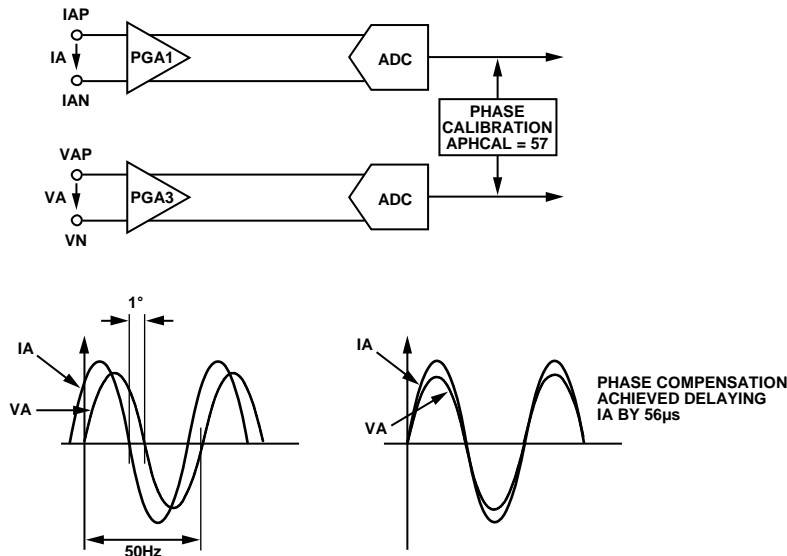 IAP
IA
PGA1
ADC
IAN
PHASE
CALIBRATION
APHCAL = 57
VAP
VA
PGA3
ADC
VN
1°
IA
VA
50Hz
IA
VA
PHASE COMPENSATION
ACHIEVED DELAYING
IA BY 56µs